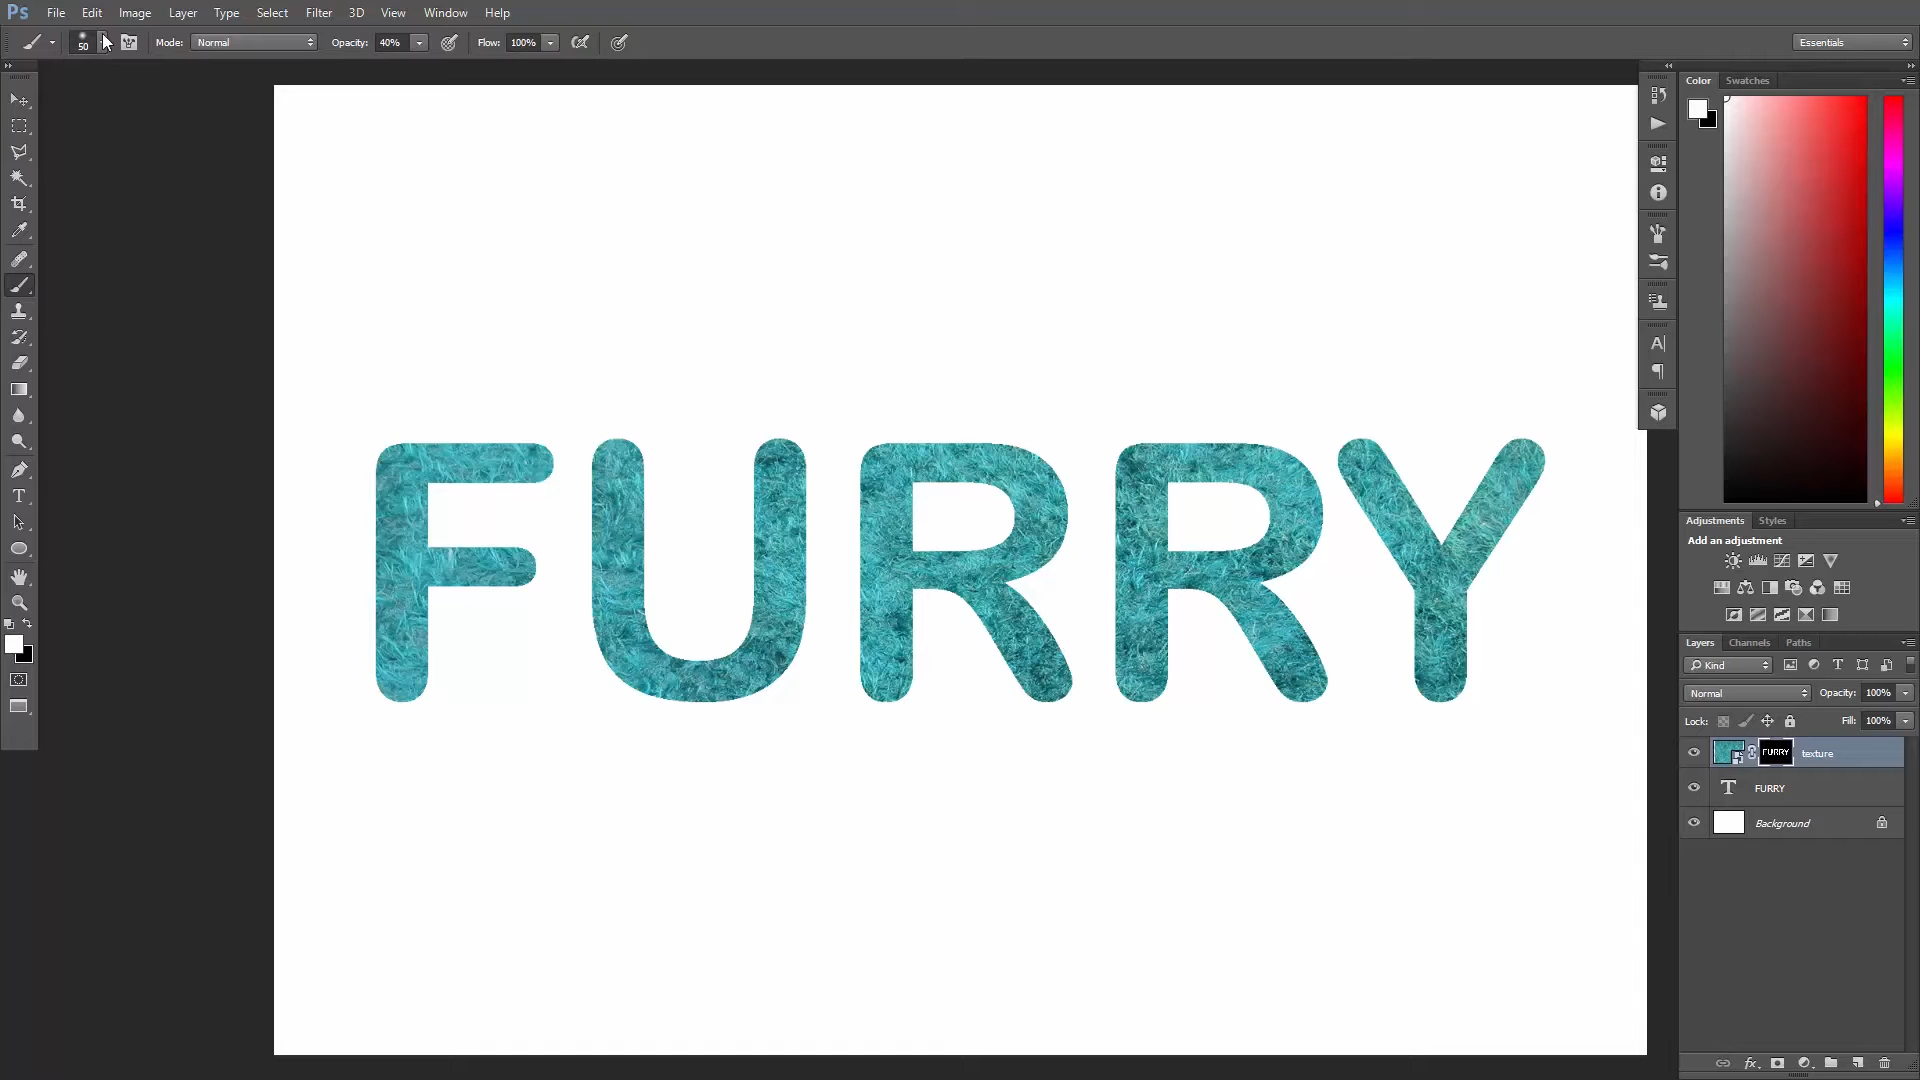 Ps File Edit Image Layer Type Select Filter 3D View Window Help
50 Mode: Normal Opacity: 40% Flow: 100% Essentials
Color Swatches
FURRY
Adjustments Styles
Add an adjustment
Layers Channels Paths
Kind
Normal Opacity: 100%
Lock: Fill: 100%
FURRY texture
FURRY
Background
fx